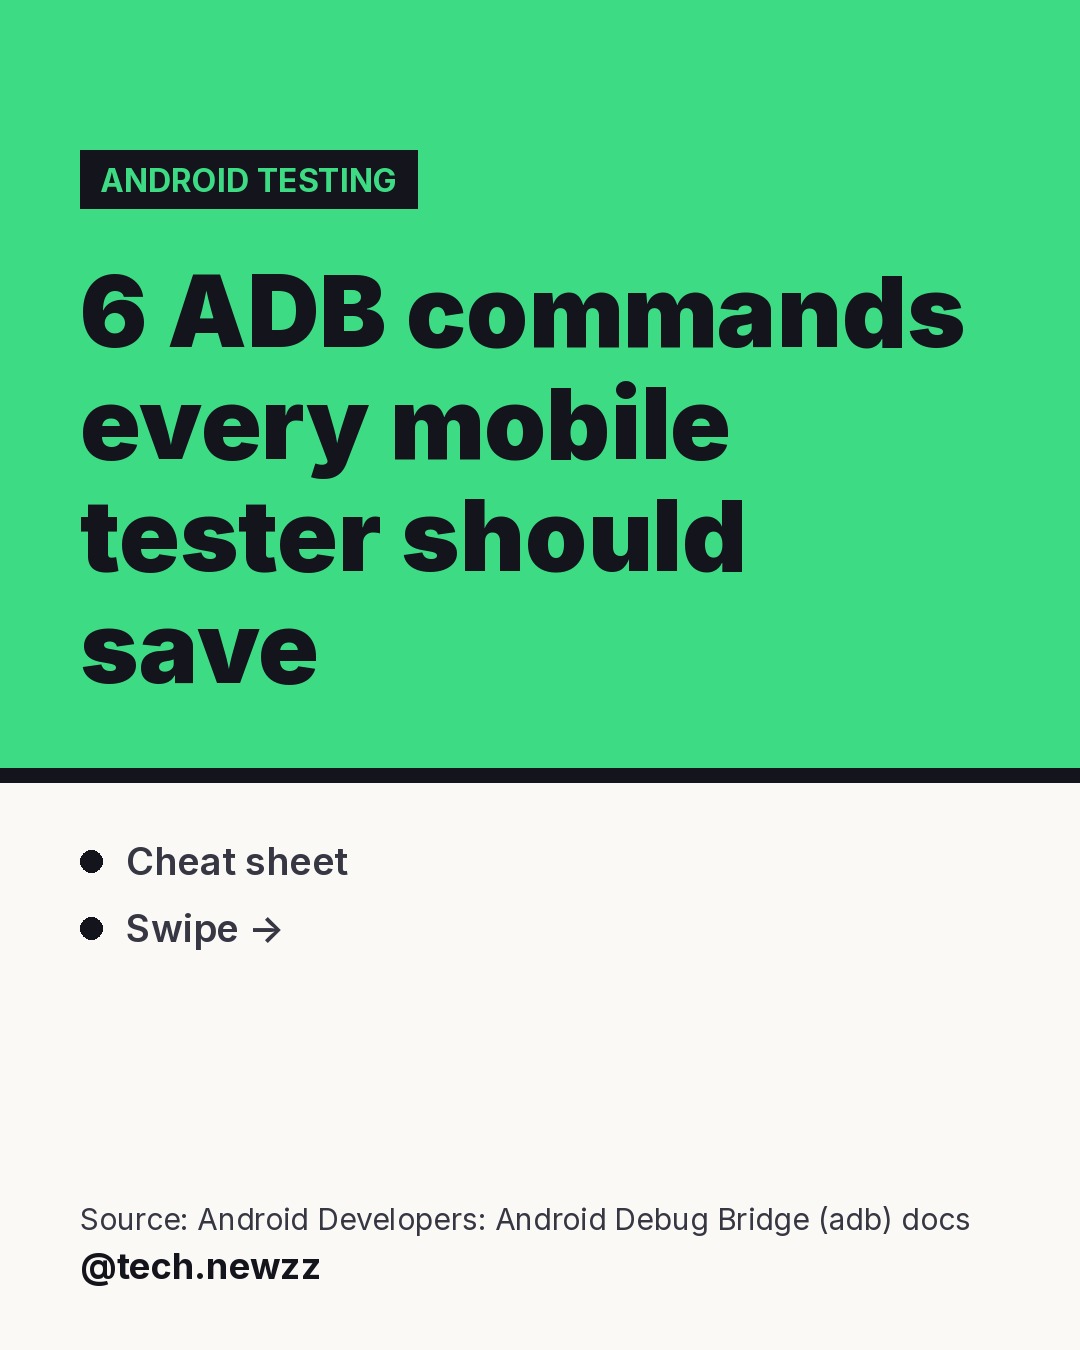 ANDROID TESTING
6 ADB commands
every mobile
tester should
save
● Cheat sheet
● Swipe →
Source: Android Developers: Android Debug Bridge (adb) docs
@tech.newzz